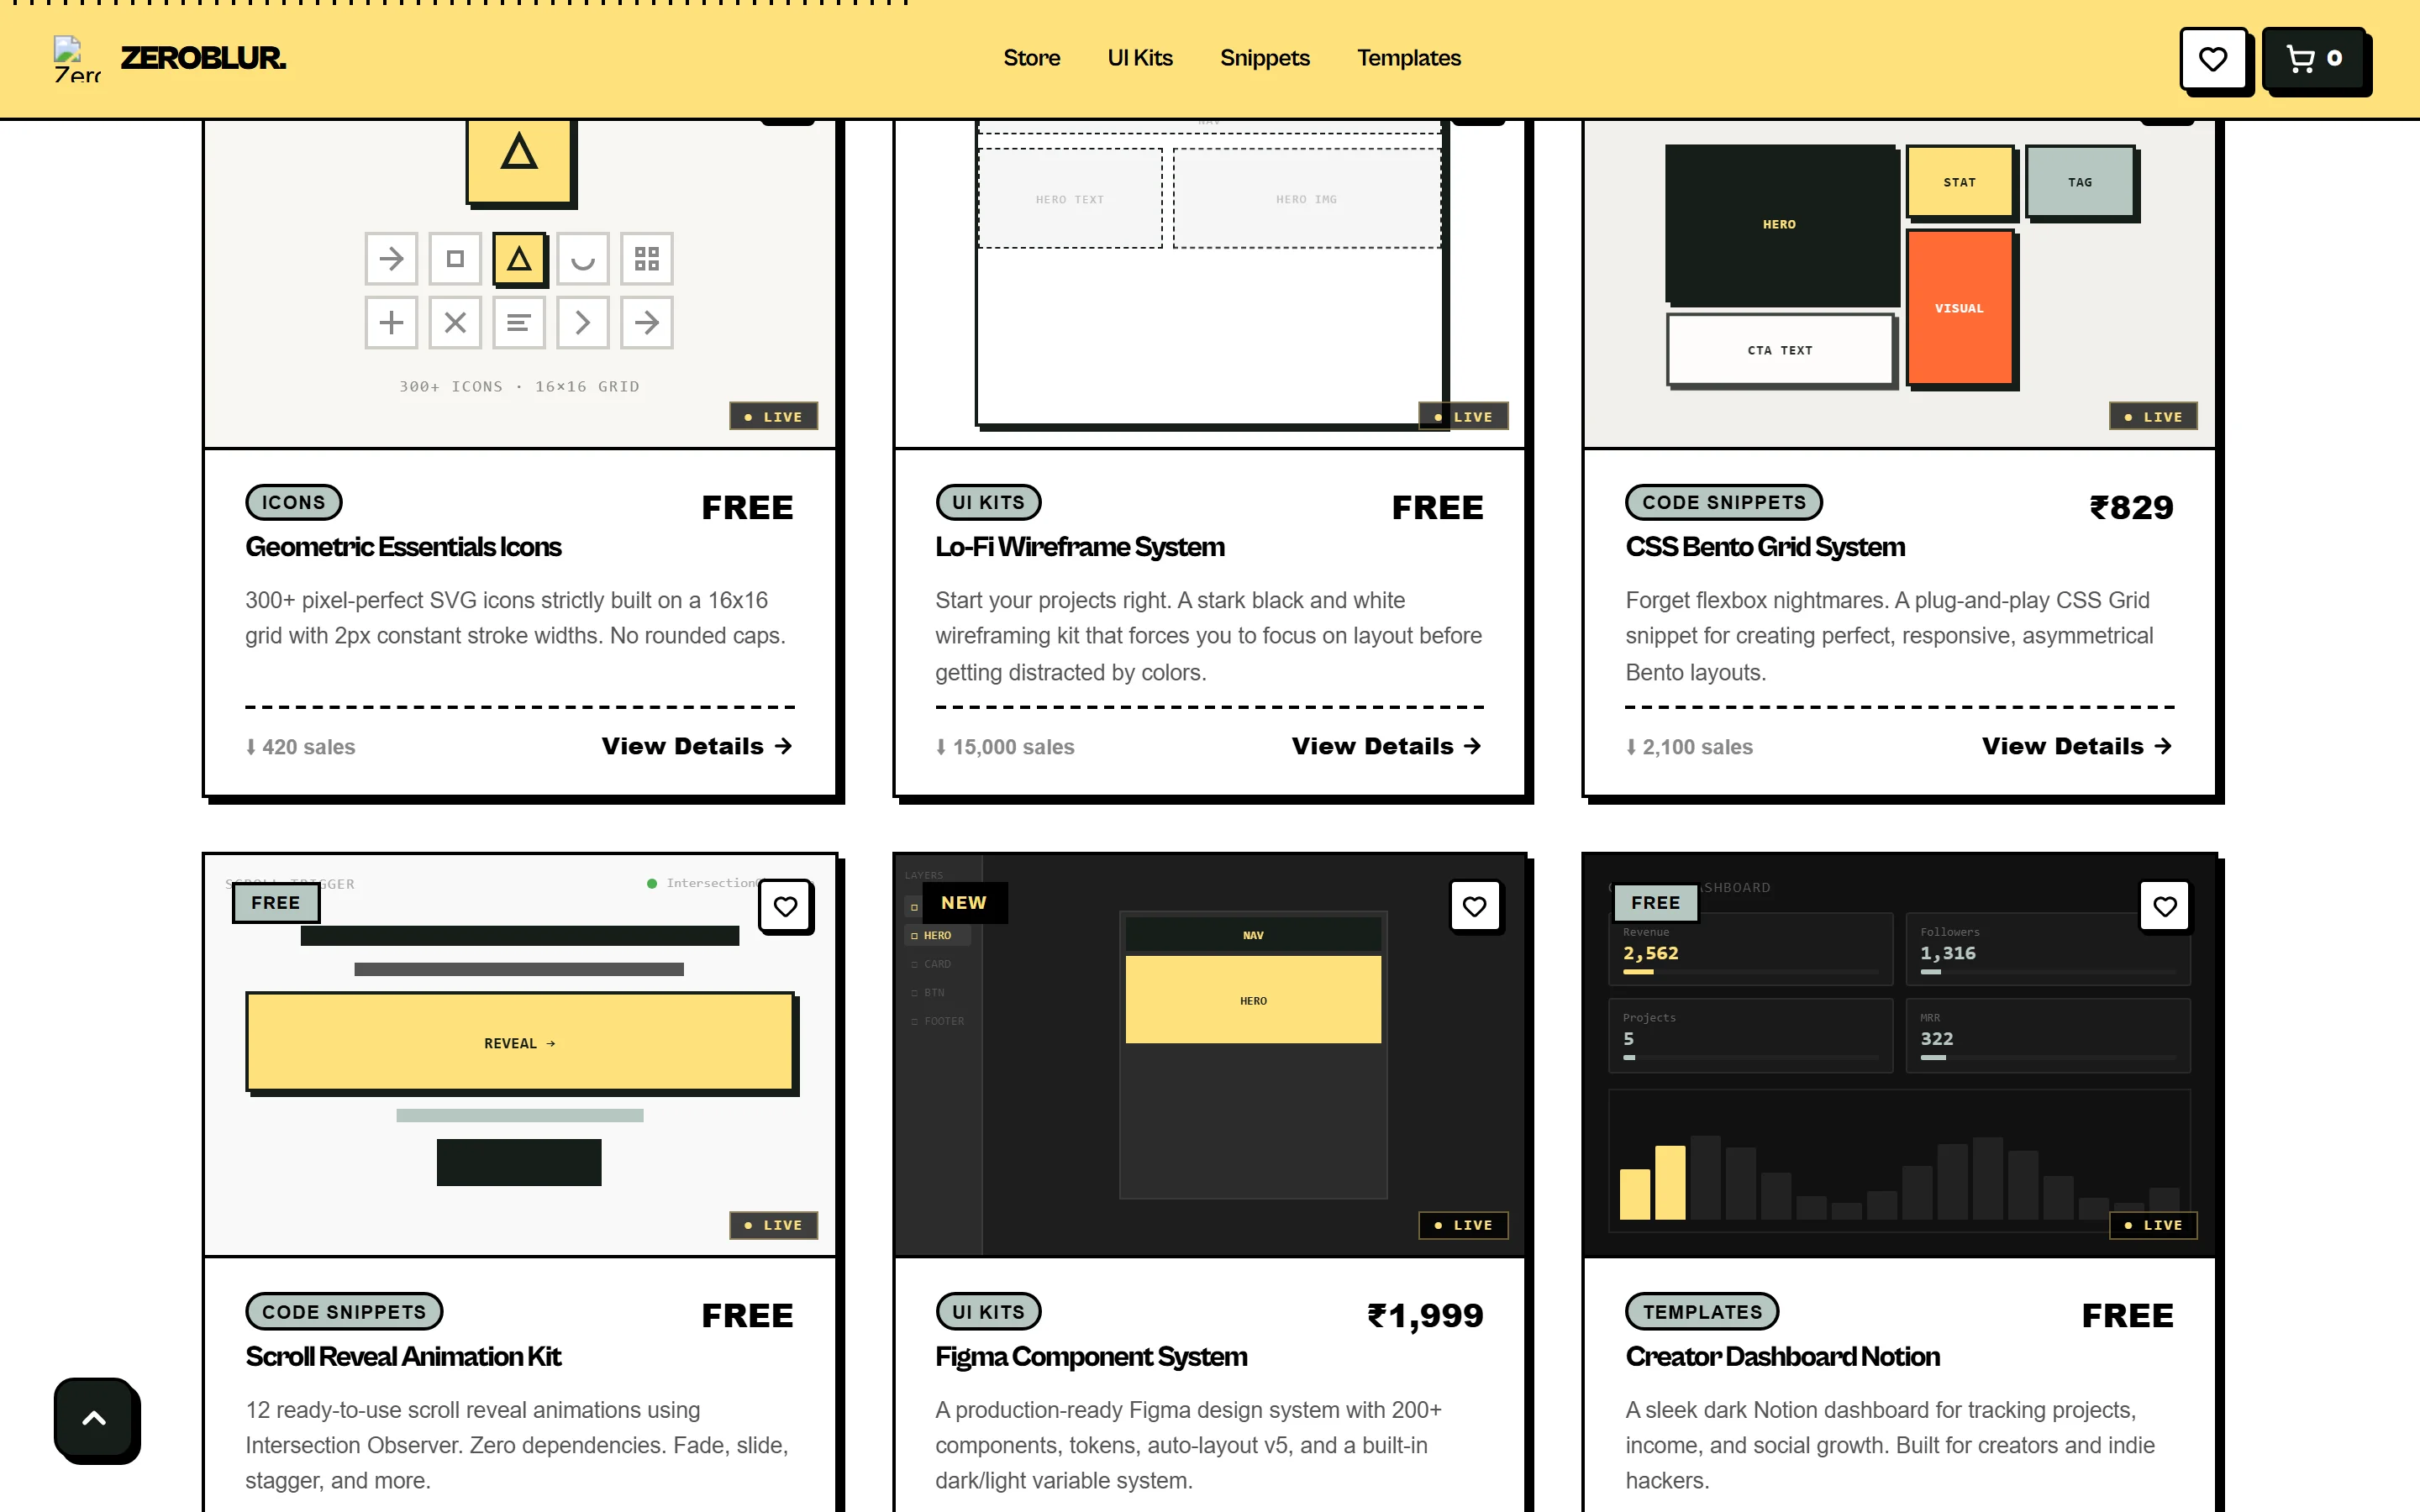 ZEROBLUR.
Store
UI Kits
Snippets
Templates
0
300+ ICONS · 16×16 GRID
LIVE
HERO TEXT
HERO IMG
LIVE
HERO
STAT
TAG
VISUAL
CTA TEXT
LIVE
ICONS
FREE
Geometric Essentials Icons
300+ pixel-perfect SVG icons strictly built on a 16x16
grid with 2px constant stroke widths. No rounded caps.
420 sales
View Details →
UI KITS
FREE
Lo-Fi Wireframe System
Start your projects right. A stark black and white
wireframing kit that forces you to focus on layout before
getting distracted by colors.
15,000 sales
View Details →
CODE SNIPPETS
₹829
CSS Bento Grid System
Forget flexbox nightmares. A plug-and-play CSS Grid
snippet for creating perfect, responsive, asymmetrical
Bento layouts.
2,100 sales
View Details →
FREE
REVEAL →
LIVE
LAYERS
NEW
HERO
CARD
BTN
FOOTER
NAV
HERO
LIVE
FREE
Revenue
2,562
Followers
1,316
Projects
5
MRR
322
LIVE
CODE SNIPPETS
FREE
Scroll Reveal Animation Kit
12 ready-to-use scroll reveal animations using
Intersection Observer. Zero dependencies. Fade, slide,
stagger, and more.
UI KITS
₹1,999
Figma Component System
A production-ready Figma design system with 200+
components, tokens, auto-layout v5, and a built-in
dark/light variable system.
TEMPLATES
FREE
Creator Dashboard Notion
A sleek dark Notion dashboard for tracking projects,
income, and social growth. Built for creators and indie
hackers.